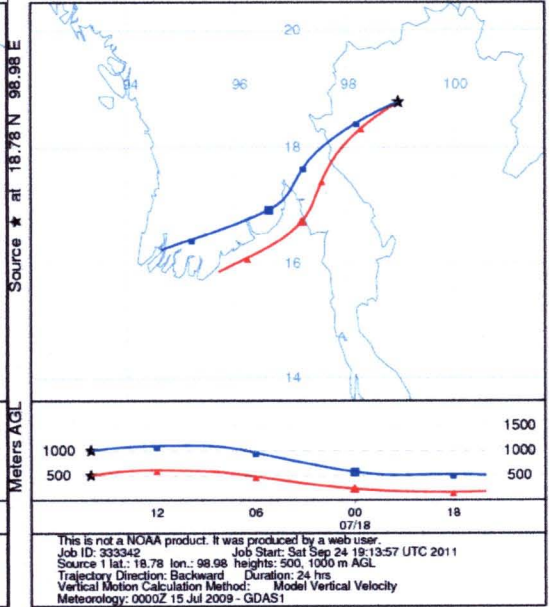 Source ★ at 18.78 N 98.98 E
20
94 96 98 100
18
16
14
Meters AGL
1500
1000 1000
500 500
12 06 00 18
07/18
This is not a NOAA product. It was produced by a web user.
Job ID: 333342 Job Start: Sat Sep 24 19:13:57 UTC 2011
Source 1 lat.: 18.78 lon.: 98.98 heights: 500, 1000 m AGL
Trajectory Direction: Backward Duration: 24 hrs
Vertical Motion Calculation Method: Model Vertical Velocity
Meteorology: 0000Z 15 Jul 2009 - GDAS1